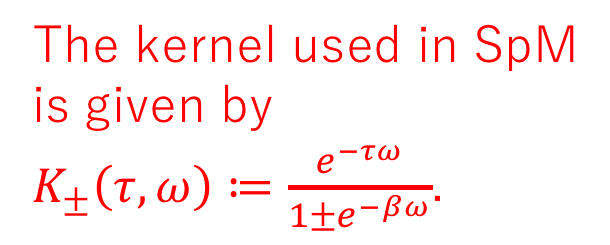 The kernel used in SpM
is given by
K±(τ, ω) ≔ e^{−τω} / 1±e^{−βω}.